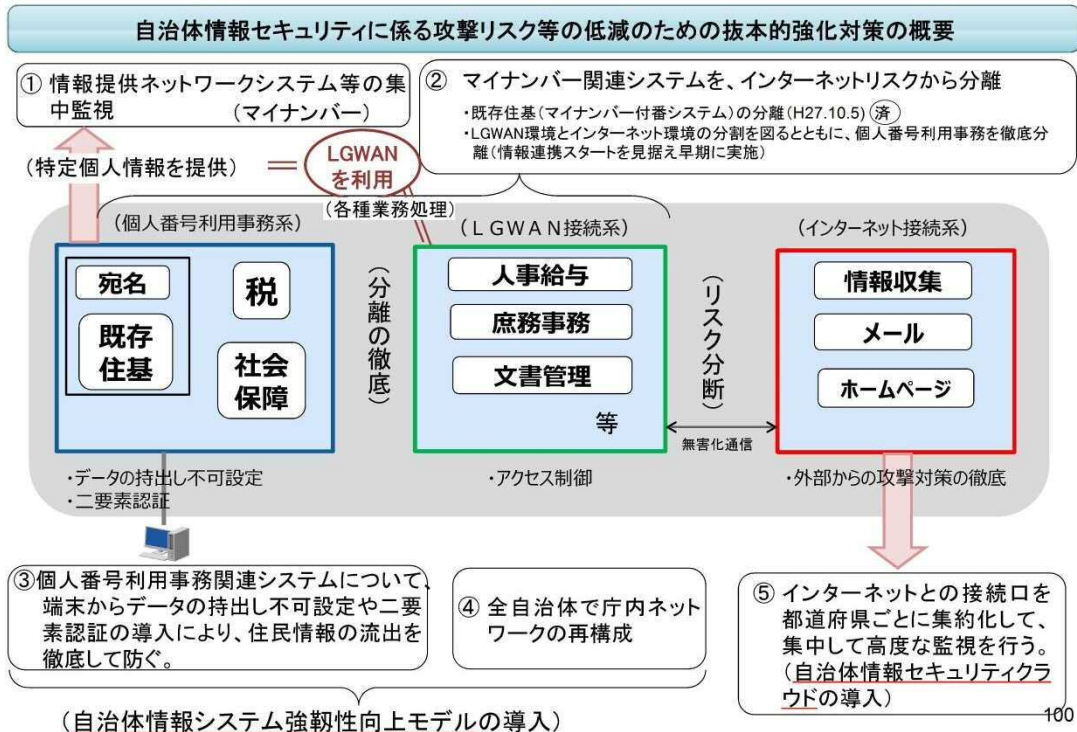 自治体情報セキュリティに係る攻撃リスク等の低減のための抜本的強化対策の概要
① 情報提供ネットワークシステム等の集
中監視 (マイナンバー)
② マイナンバー関連システムを、インターネットリスクから分離
・既存住基(マイナンバー付番システム)の分離(H27.10.5) 済
・LGWAN環境とインターネット環境の分割を図るとともに、個人番号利用事務を徹底分
離(情報連携スタートを見据え早期に実施)
(特定個人情報を提供)
LGWAN
を利用
(各種業務処理)
(個人番号利用事務系)
宛名
既存
住基
税
社会
保障
・データの持出し不可設定
・二要素認証
(分離の徹底)
(LGWAN接続系)
人事給与
庶務事務
文書管理
等
・アクセス制御
(リスク分断)
無害化通信
(インターネット接続系)
情報収集
メール
ホームページ
・外部からの攻撃対策の徹底
③個人番号利用事務関連システムについて、
端末からデータの持出し不可設定や二要
素認証の導入により、住民情報の流出を
徹底して防ぐ。
④ 全自治体で庁内ネット
ワークの再構成
(自治体情報システム強靭性向上モデルの導入)
⑤ インターネットとの接続口を
都道府県ごとに集約化して、
集中して高度な監視を行う。
(自治体情報セキュリティクラ
ウドの導入)
100